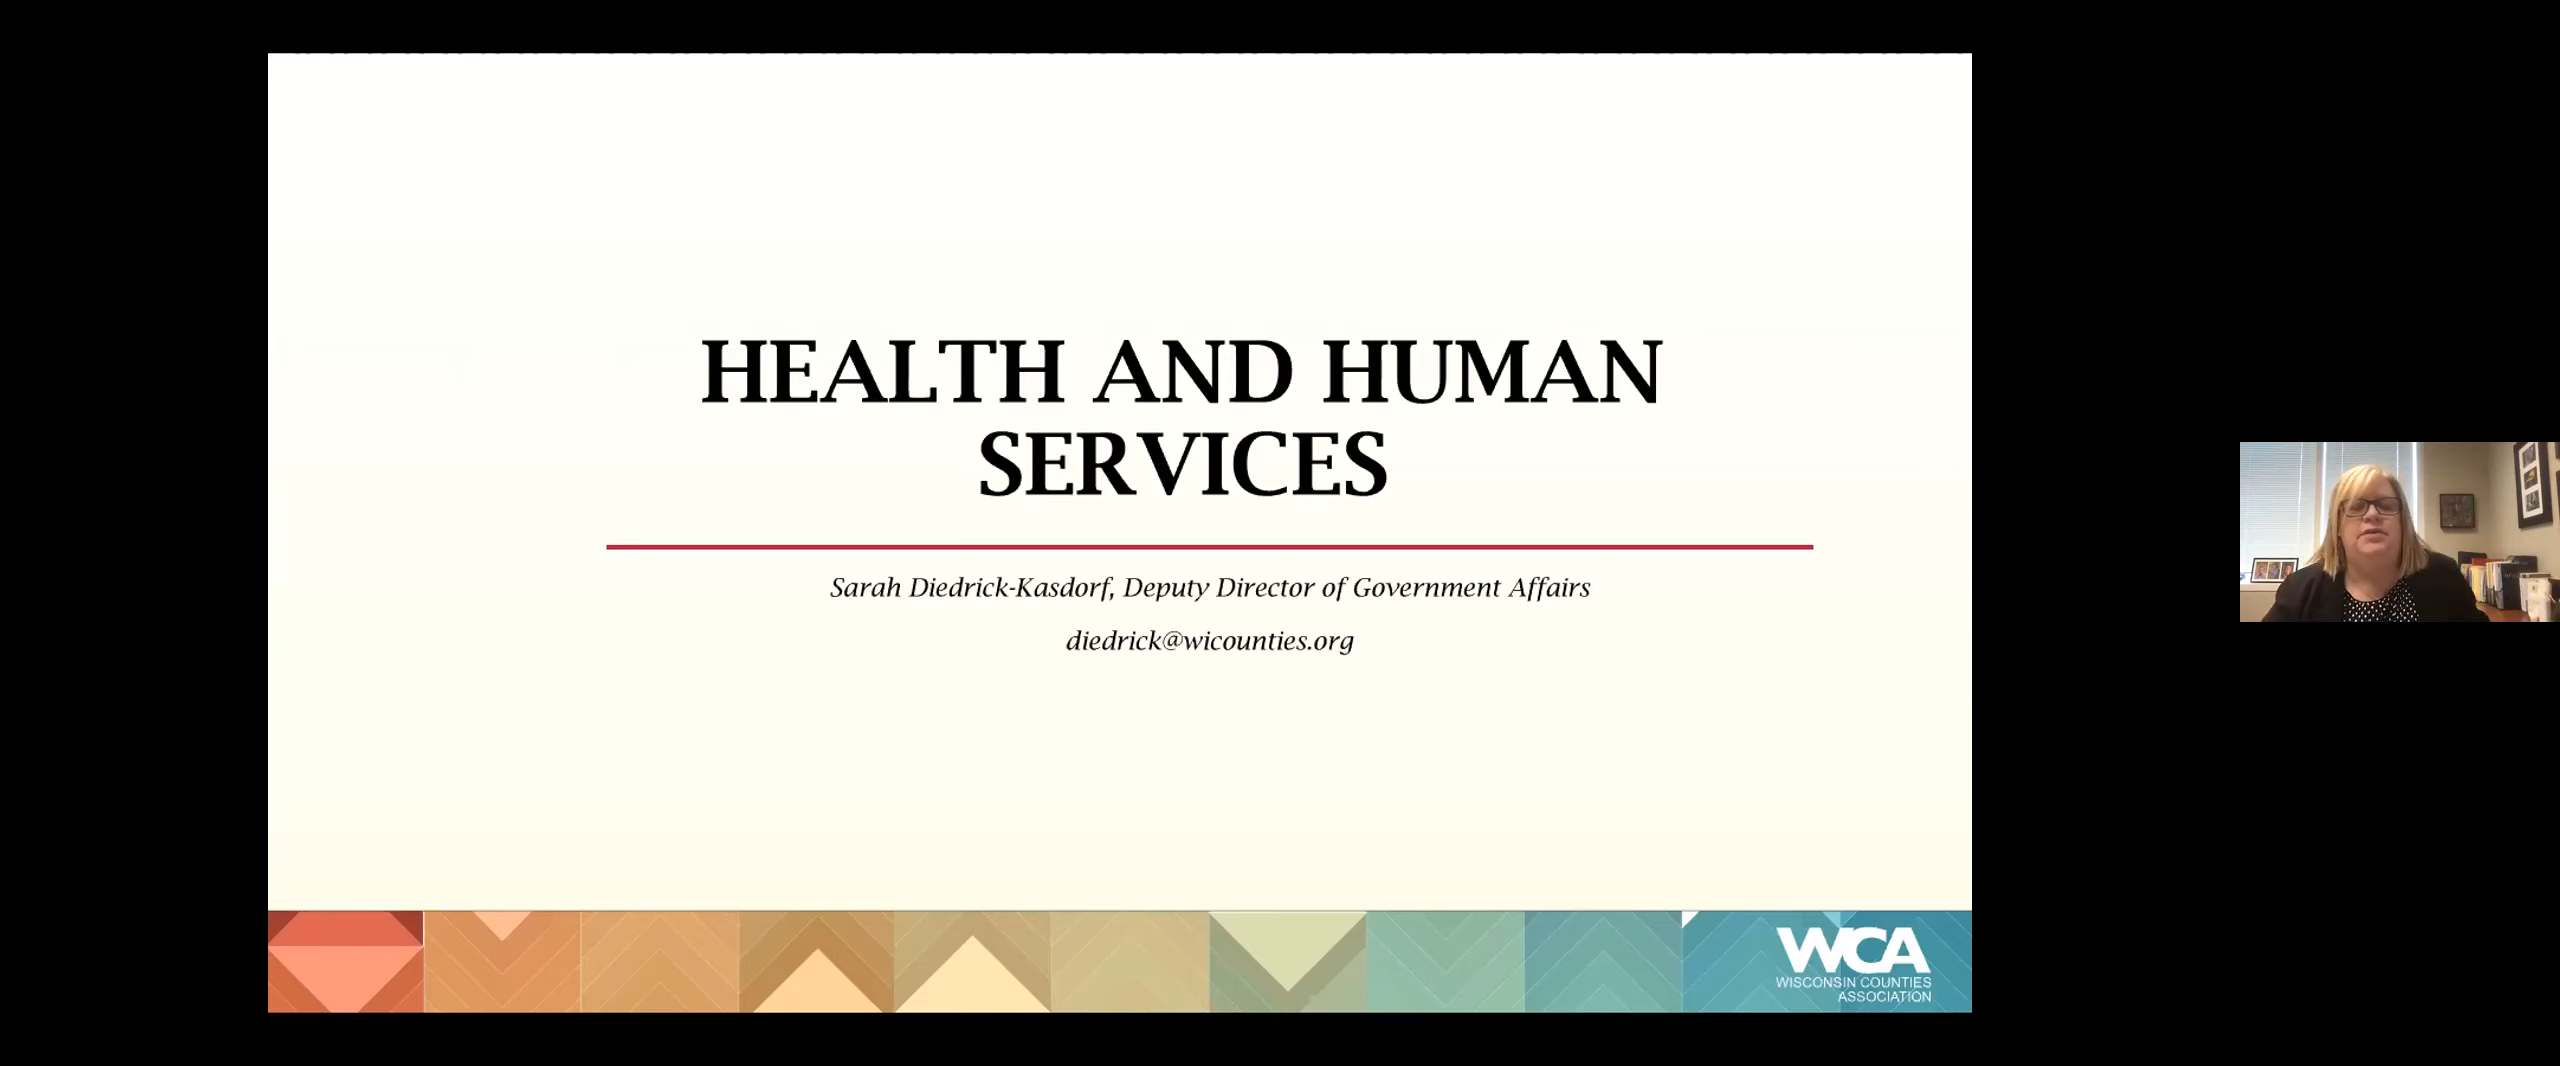 HEALTH AND HUMAN
SERVICES
Sarah Diedrick-Kasdorf, Deputy Director of Government Affairs
diedrick@wicounties.org
WCA
WISCONSIN COUNTIES
ASSOCIATION